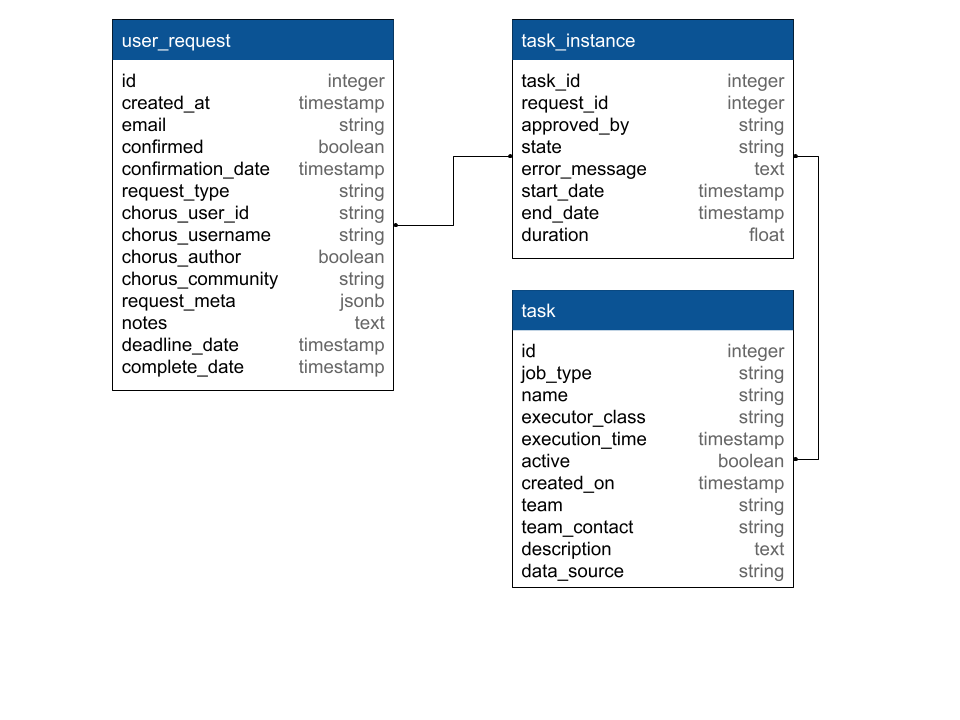 user_request
id integer
created_at timestamp
email string
confirmed boolean
confirmation_date timestamp
request_type string
chorus_user_id string
chorus_username string
chorus_author boolean
chorus_community string
request_meta jsonb
notes text
deadline_date timestamp
complete_date timestamp
task_instance
task_id integer
request_id integer
approved_by string
state string
error_message text
start_date timestamp
end_date timestamp
duration float
task
id integer
job_type string
name string
executor_class string
execution_time timestamp
active boolean
created_on timestamp
team string
team_contact string
description text
data_source string